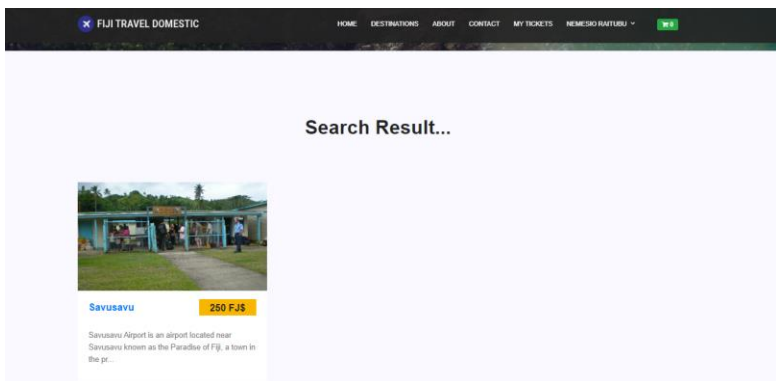 FIJI TRAVEL DOMESTIC
HOME DESTINATIONS ABOUT CONTACT MY TICKETS NEMESIO RAITUBU
0
Search Result...
Savusavu 250 FJ$
Savusavu Airport is an airport located near
Savusavu known as the Paradise of Fiji, a town in
the pr...